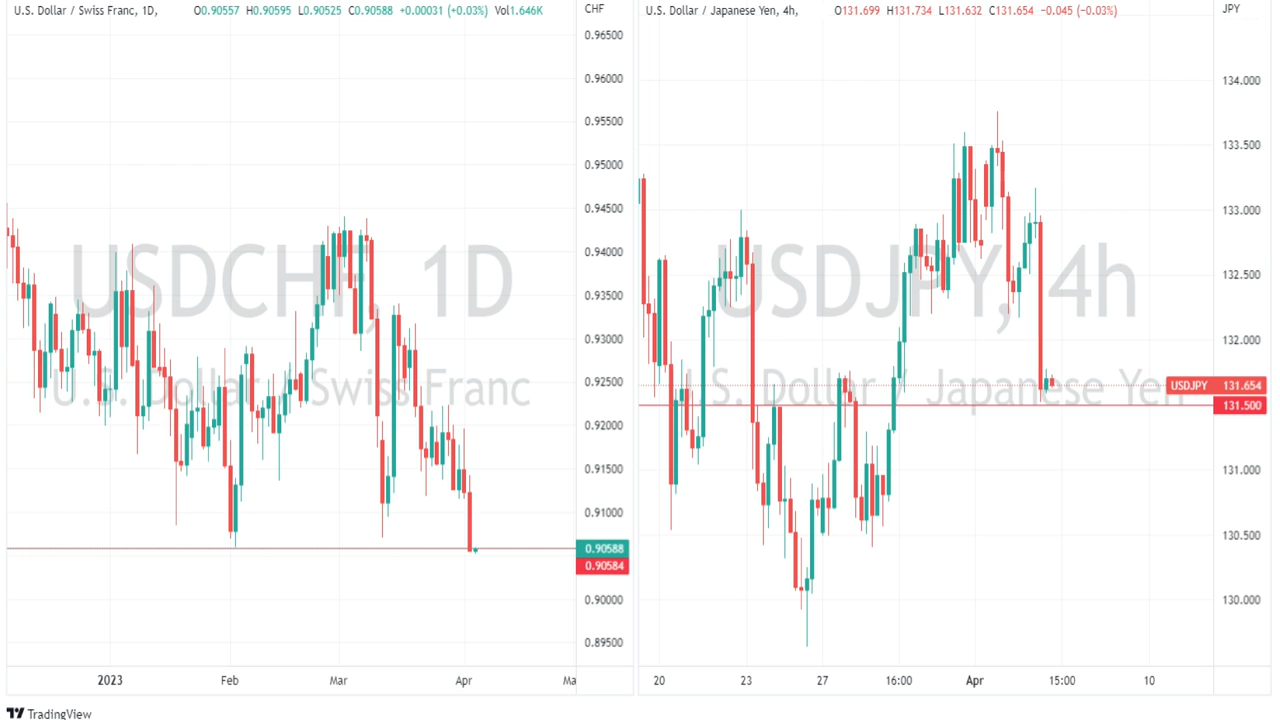 U.S. Dollar / Swiss Franc, 1D, O0.90557 H0.90595 L0.90525 C0.90588 +0.00031 (+0.03%) Vol1.646K
CHF
0.96500
0.96000
0.95500
0.95000
0.94500
0.94000
0.93500
0.93000
0.92500
0.92000
0.91500
0.91000
0.90588
0.90584
0.90000
0.89500
USDCHF, 1D
U.S. Dollar / Swiss Franc
2023 Feb Mar Apr Ma
U.S. Dollar / Japanese Yen, 4h, O131.699 H131.734 L131.632 C131.654 −0.045 (−0.03%)
JPY
134.000
133.500
133.000
132.500
132.000
USDJPY 131.654
131.500
131.000
130.500
130.000
USDJPY, 4h
U.S. Dollar / Japanese Yen
20 23 27 16:00 Apr 15:00 10
TradingView